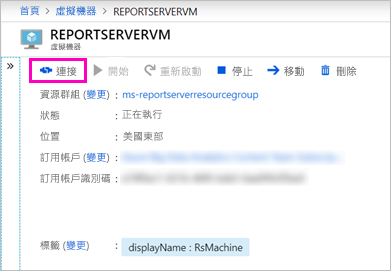 首頁 > 虛擬機器 > REPORTSERVERVM
REPORTSERVERVM
虛擬機器
» 連接 開始 重新啟動 停止 移動 刪除
資源群組 (變更) : ms-reportserverresourcegroup
狀態 : 正在執行
位置 : 美國東部
訂用帳戶 (變更) :
訂用帳戶識別碼 :
標籤 (變更) : displayName : RsMachine